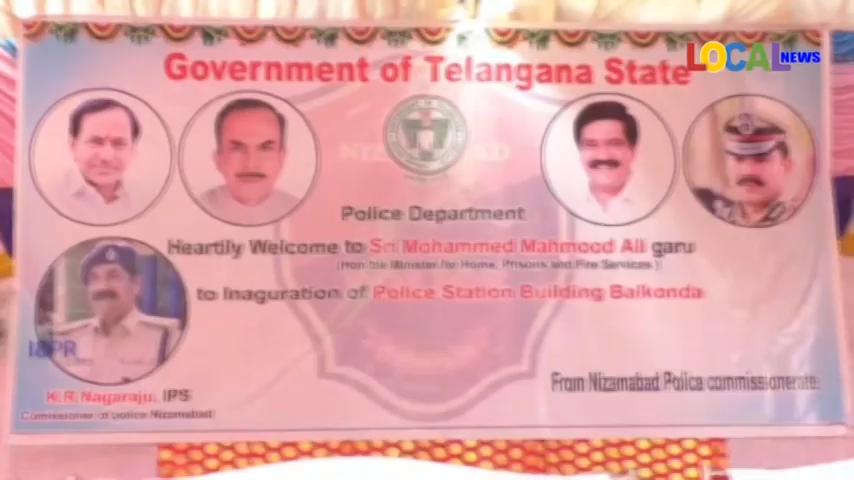 LOCAL NEWS
Government of Telangana State
NIZAMABAD
Police Department
Heartily Welcome to Sri Mohammed Mahmood Ali garu
(Hon'ble Minister for Home, Prisons and Fire Services)
to Inaguration of Police Station Building Balkonda
I&PR
K.R.Nagaraju, IPS
Commissioner of police Nizamabad
From Nizamabad Police commissionerate.